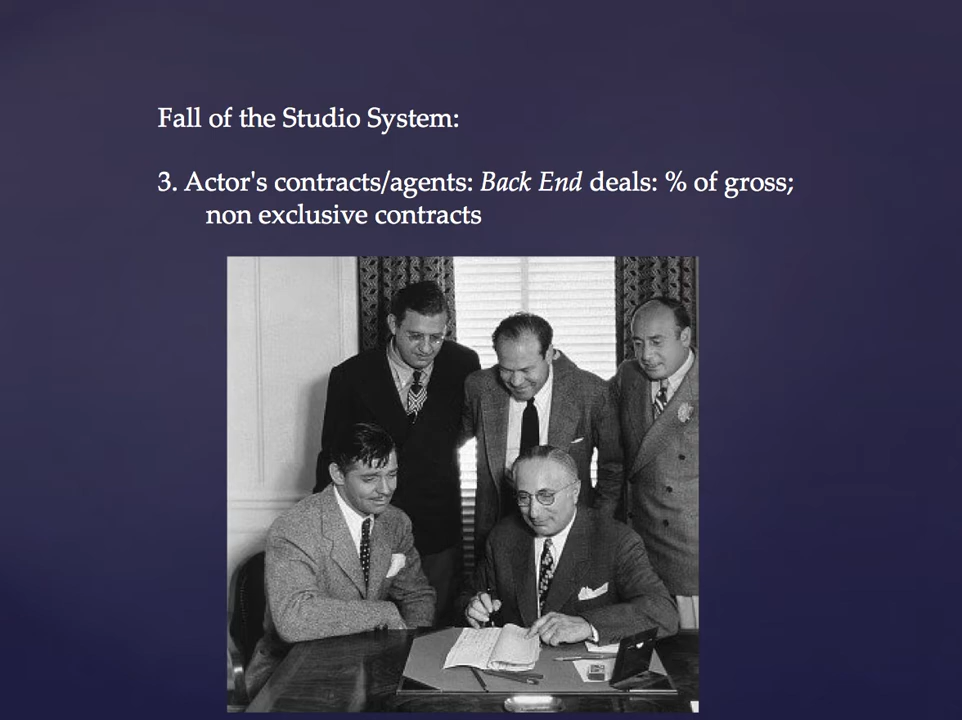 Fall of the Studio System:
3. Actor's contracts/agents: Back End deals: % of gross;
non exclusive contracts